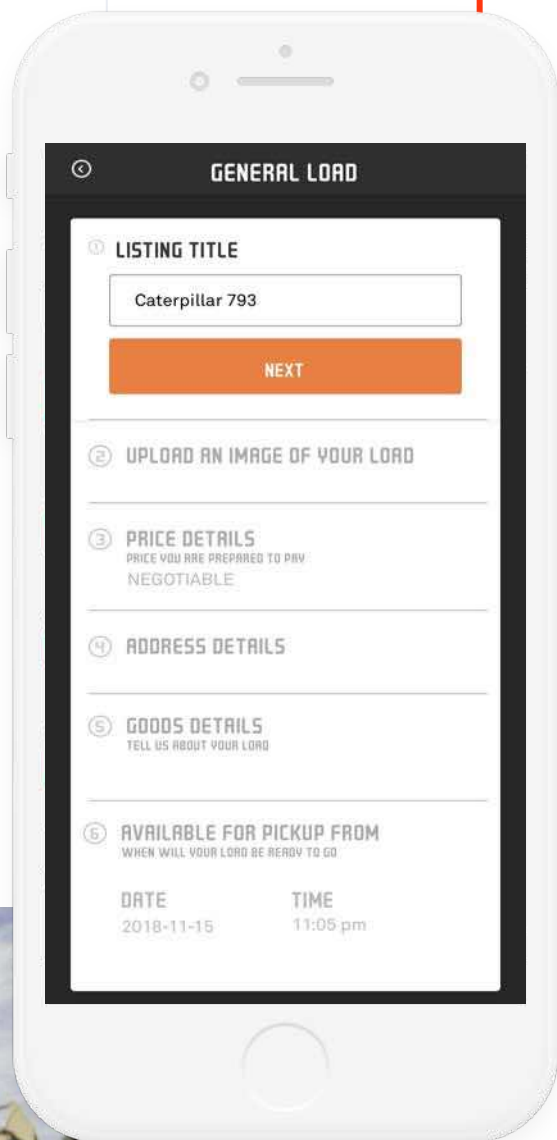 GENERAL LOAD
1 LISTING TITLE
Caterpillar 793
NEXT
2 UPLOAD AN IMAGE OF YOUR LOAD
3 PRICE DETAILS
PRICE YOU ARE PREPARED TO PAY
NEGOTIABLE
4 ADDRESS DETAILS
5 GOODS DETAILS
TELL US ABOUT YOUR LOAD
6 AVAILABLE FOR PICKUP FROM
WHEN WILL YOUR LOAD BE READY TO GO
DATE TIME
2018-11-15 11:05 pm